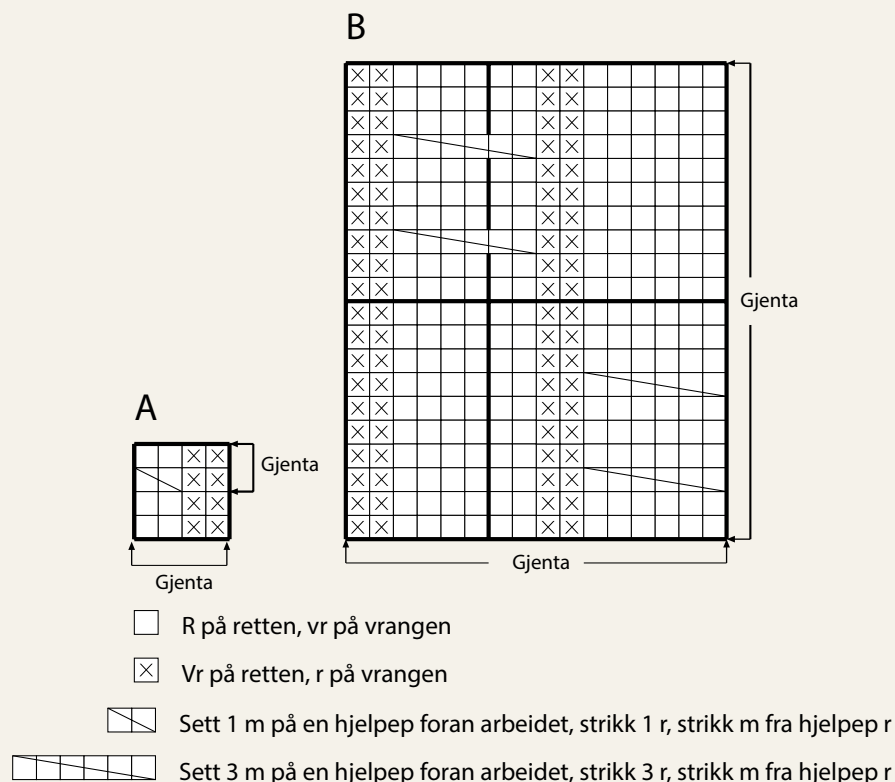 B
Gjenta
A
Gjenta
Gjenta
Gjenta
R på retten, vr på vrangen
Vr på retten, r på vrangen
Sett 1 m på en hjelpep foran arbeidet, strikk 1 r, strikk m fra hjelpep r
Sett 3 m på en hjelpep foran arbeidet, strikk 3 r, strikk m fra hjelpep r